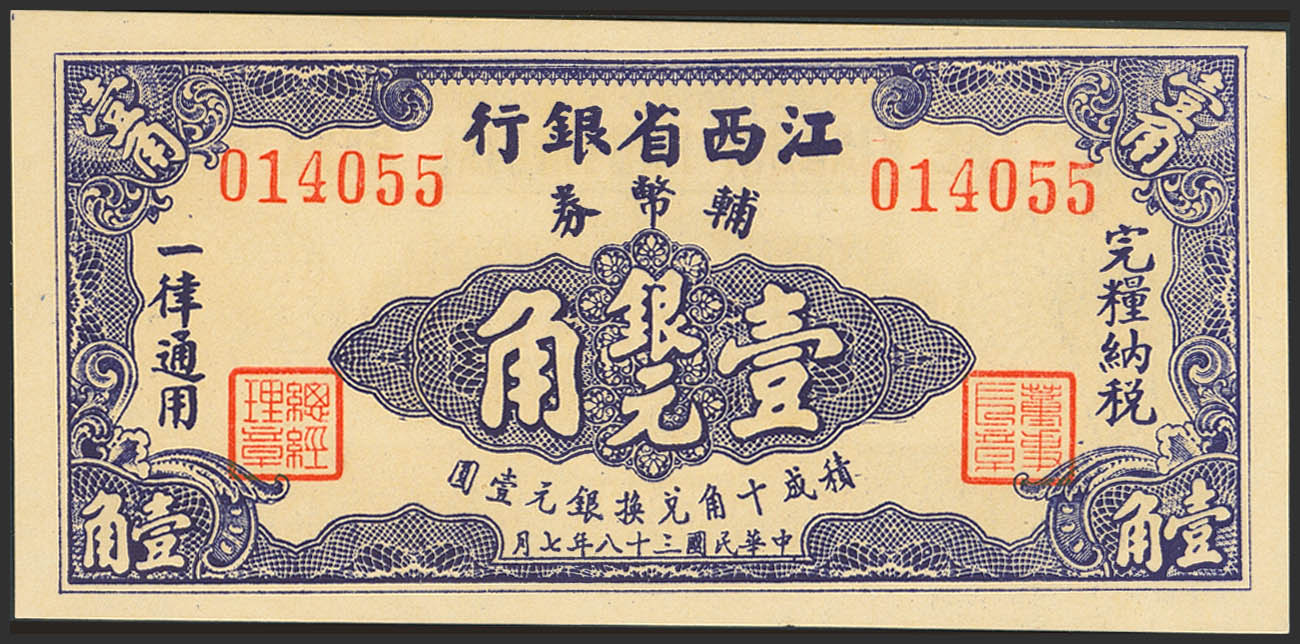 壹角
壹角
江西省銀行
014055
014055
輔幣券
完糧納稅
一律通用
銀元
壹角
董事長章
總經理章
積成十角兌換銀元壹圓
中華民國三十八年七月
壹角
壹角